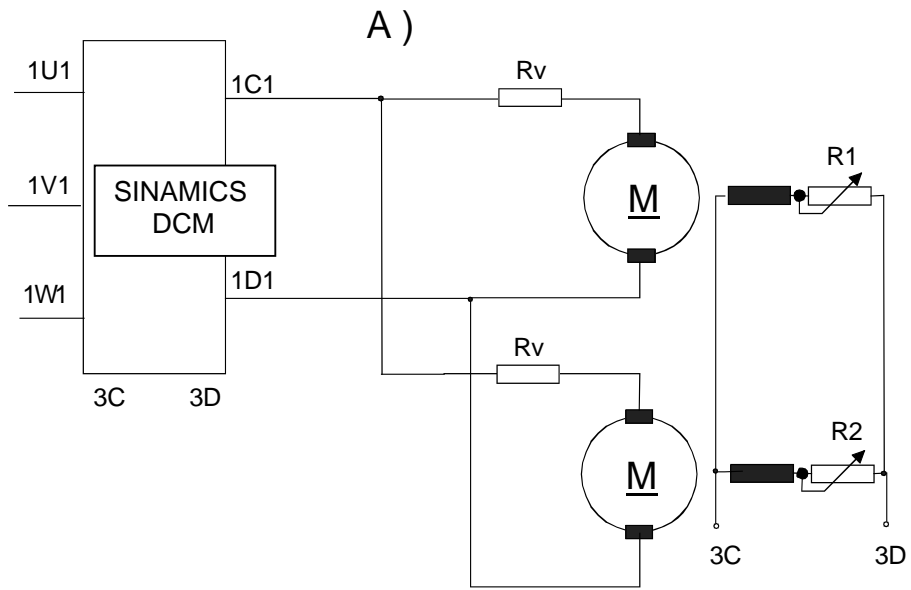 A )
1U1
1C1
Rv
1V1
SINAMICS
DCM
M
R1
1W1
1D1
Rv
3C 3D
M
R2
3C 3D